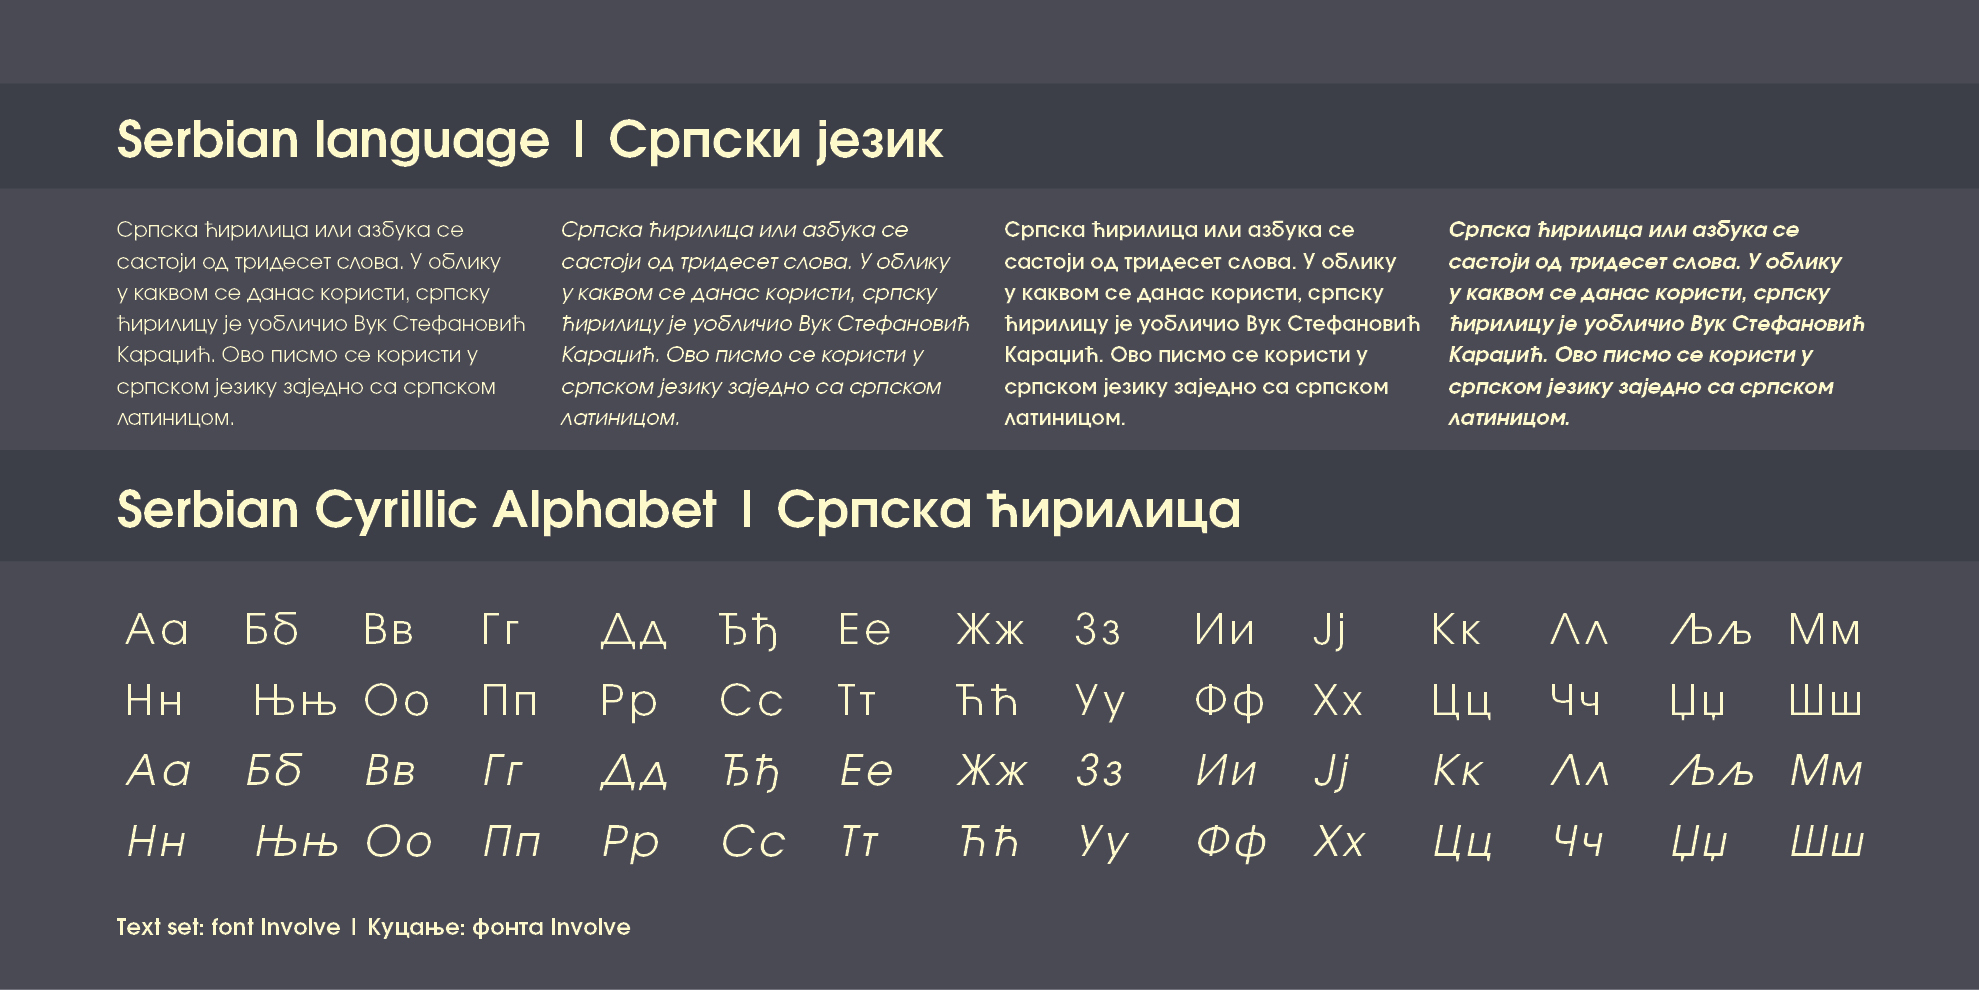 Serbian language | Српски језик
Српска ћирилица или азбука се
састоји од тридесет слова. У облику
у каквом се данас користи, српску
ћирилицу је уобличио Вук Стефановић
Караџић. Ово писмо се користи у
српском језику заједно са српском
латиницом.
Српска ћирилица или азбука се
састоји од тридесет слова. У облику
у каквом се данас користи, српску
ћирилицу је уобличио Вук Стефановић
Караџић. Ово писмо се користи у
српском језику заједно са српском
латиницом.
Српска ћирилица или азбука се
састоји од тридесет слова. У облику
у каквом се данас користи, српску
ћирилицу је уобличио Вук Стефановић
Караџић. Ово писмо се користи у
српском језику заједно са српском
латиницом.
Српска ћирилица или азбука се
састоји од тридесет слова. У облику
у каквом се данас користи, српску
ћирилицу је уобличио Вук Стефановић
Караџић. Ово писмо се користи у
српском језику заједно са српском
латиницом.
Serbian Cyrillic Alphabet | Српска ћирилица
Аа Бб Вв Гг Дд Ђђ Ее Жж Зз Ии Јј Кк Лл Љљ Мм
Нн Њњ Оо Пп Рр Сс Тт Ћћ Уу Фф Хх Цц Чч Џџ Шш
Аа Бб Вв Гг Дд Ђђ Ее Жж Зз Ии Јј Кк Лл Љљ Мм
Нн Њњ Оо Пп Рр Сс Тт Ћћ Уу Фф Хх Цц Чч Џџ Шш
Text set: font Involve | Куцање: фонта Involve